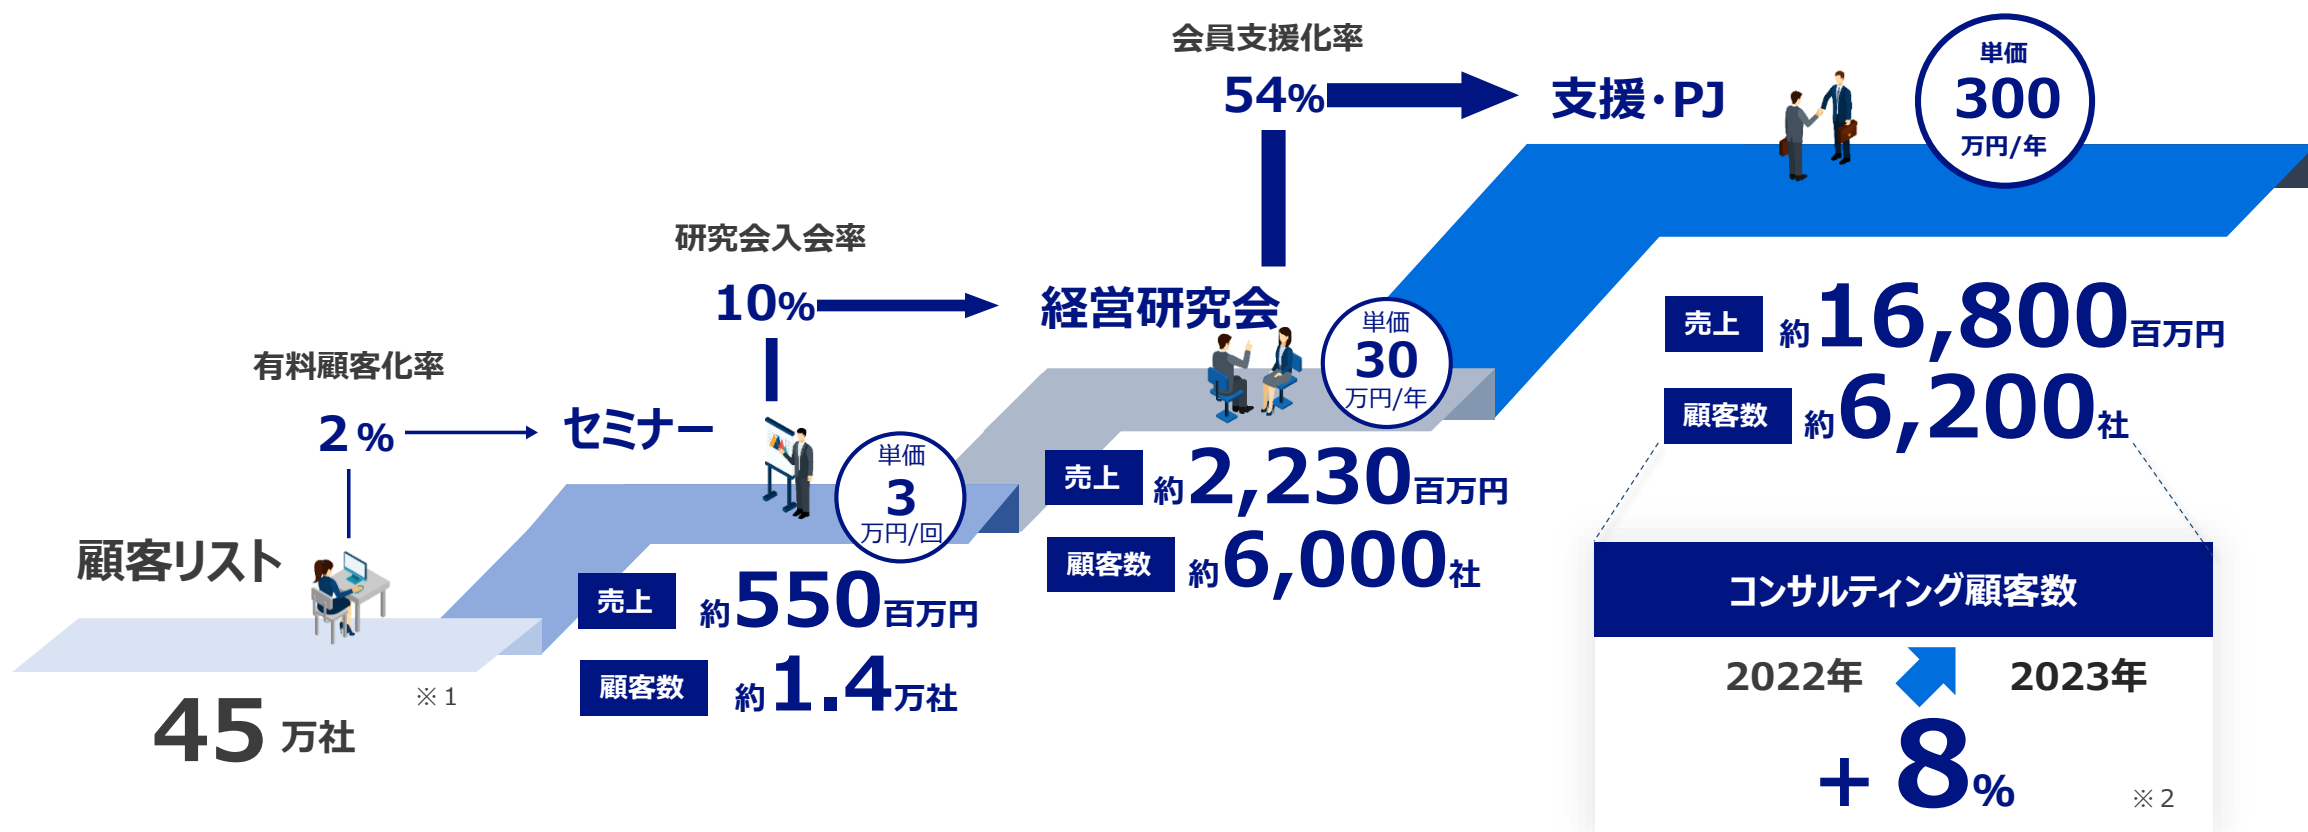 顧客リスト
45 万社
※1
有料顧客化率
2%
セミナー
単価
3
万円/回
売上 約550百万円
顧客数 約1.4万社
研究会入会率
10%
経営研究会
単価
30
万円/年
売上 約2,230百万円
顧客数 約6,000社
会員支援化率
54%
支援・PJ
単価
300
万円/年
売上 約16,800百万円
顧客数 約6,200社
コンサルティング顧客数
2022年 2023年
+8%
※2